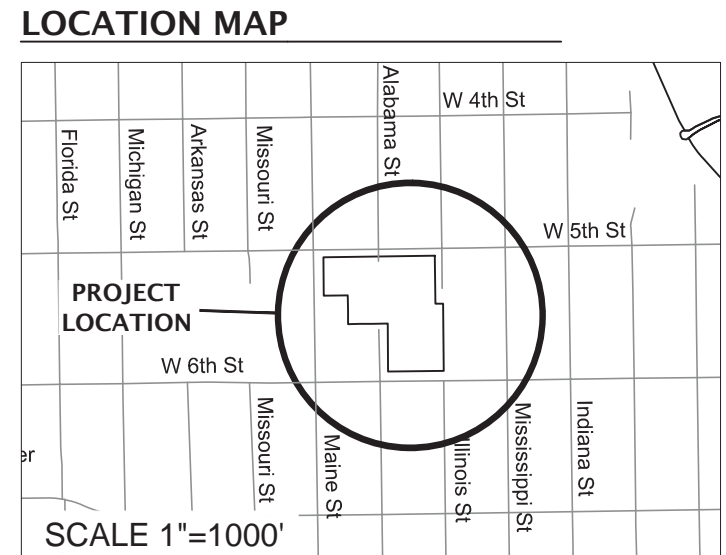 LOCATION MAP
Alabama St
W 4th St
Florida St
Michigan St
Arkansas St
Missouri St
W 5th St
PROJECT
LOCATION
W 6th St
Missouri St
Maine St
Illinois St
Mississippi St
Indiana St
er
SCALE 1"=1000'